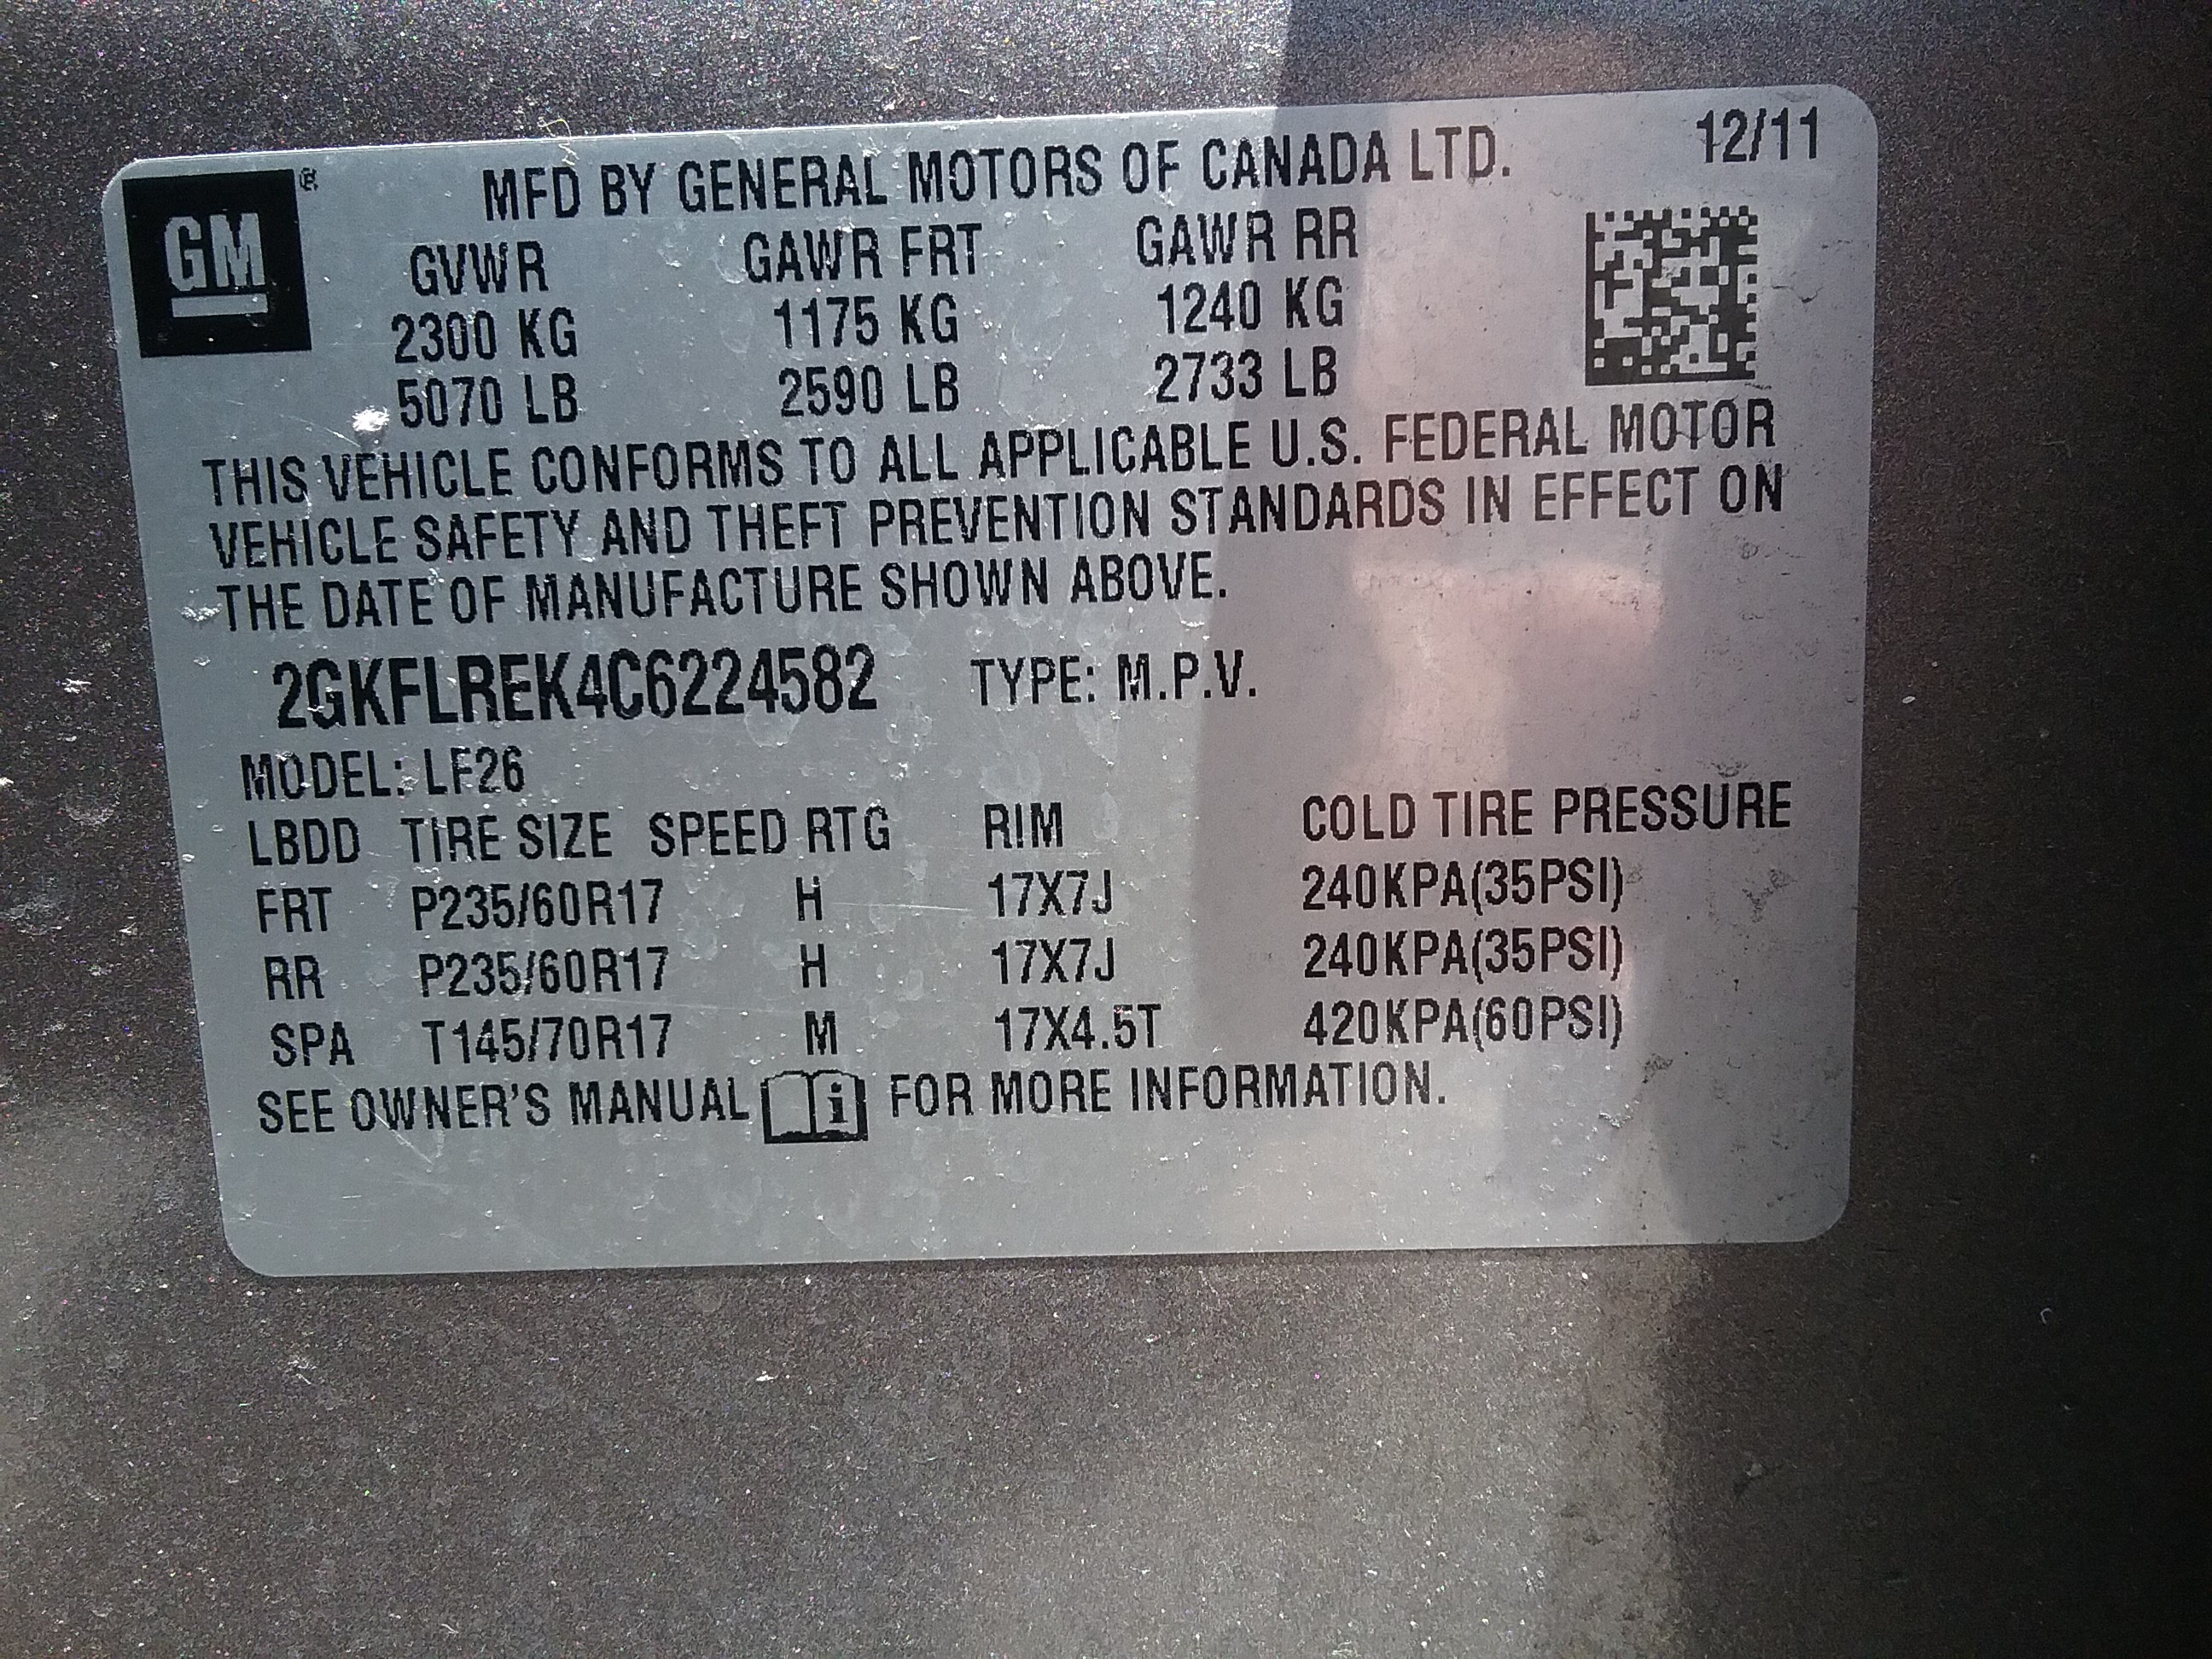 MFD BY GENERAL MOTORS OF CANADA LTD. 12/11
GM ®
GVWR GAWR FRT GAWR RR
2300 KG 1175 KG 1240 KG
5070 LB 2590 LB 2733 LB
THIS VEHICLE CONFORMS TO ALL APPLICABLE U.S. FEDERAL MOTOR
VEHICLE SAFETY AND THEFT PREVENTION STANDARDS IN EFFECT ON
THE DATE OF MANUFACTURE SHOWN ABOVE.
2GKFLREK4C6224582 TYPE: M.P.V.
MODEL: LF26
LBDD TIRE SIZE SPEED RTG RIM COLD TIRE PRESSURE
FRT P235/60R17 H 17X7J 240KPA(35PSI)
RR P235/60R17 H 17X7J 240KPA(35PSI)
SPA T145/70R17 M 17X4.5T 420KPA(60PSI)
SEE OWNER'S MANUAL i FOR MORE INFORMATION.